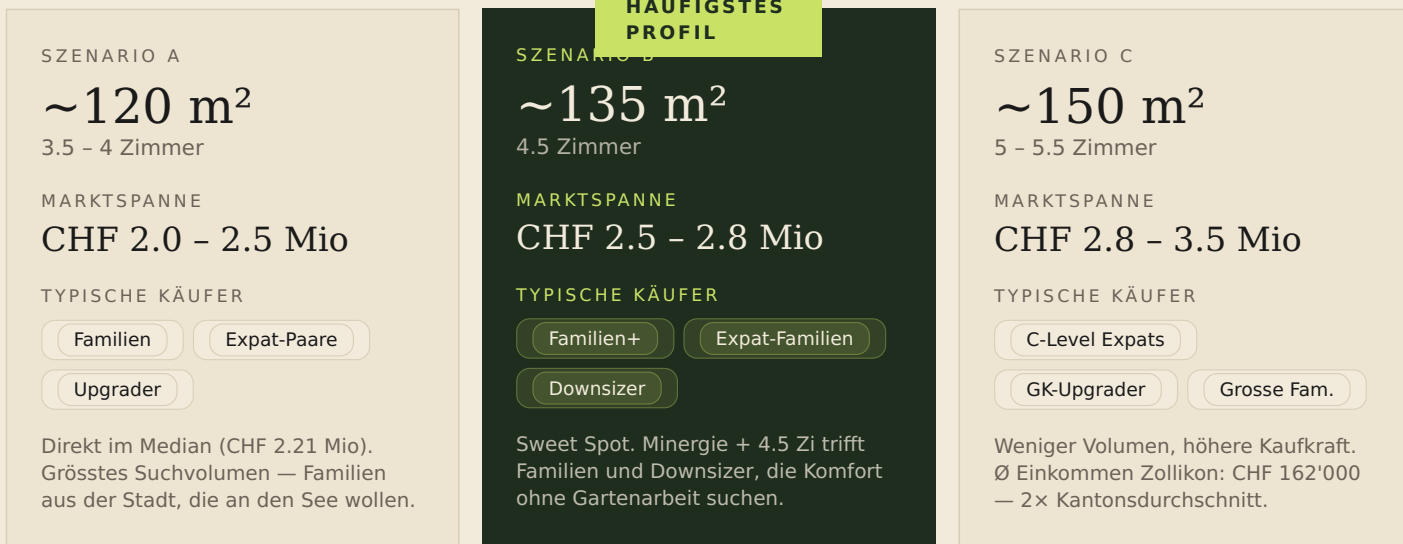 SZENARIO A
~120 m²
3.5 – 4 Zimmer
MARKTSPANNE
CHF 2.0 – 2.5 Mio
TYPISCHE KÄUFER
Familien
Expat-Paare
Upgrader
Direkt im Median (CHF 2.21 Mio).
Grösstes Suchvolumen — Familien
aus der Stadt, die an den See wollen.
HÄUFIGSTES
PROFIL
SZENARIO B
~135 m²
4.5 Zimmer
MARKTSPANNE
CHF 2.5 – 2.8 Mio
TYPISCHE KÄUFER
Familien+
Expat-Familien
Downsizer
Sweet Spot. Minergie + 4.5 Zi trifft
Familien und Downsizer, die Komfort
ohne Gartenarbeit suchen.
SZENARIO C
~150 m²
5 – 5.5 Zimmer
MARKTSPANNE
CHF 2.8 – 3.5 Mio
TYPISCHE KÄUFER
C-Level Expats
GK-Upgrader
Grosse Fam.
Weniger Volumen, höhere Kaufkraft.
Ø Einkommen Zollikon: CHF 162'000
— 2× Kantonsdurchschnitt.